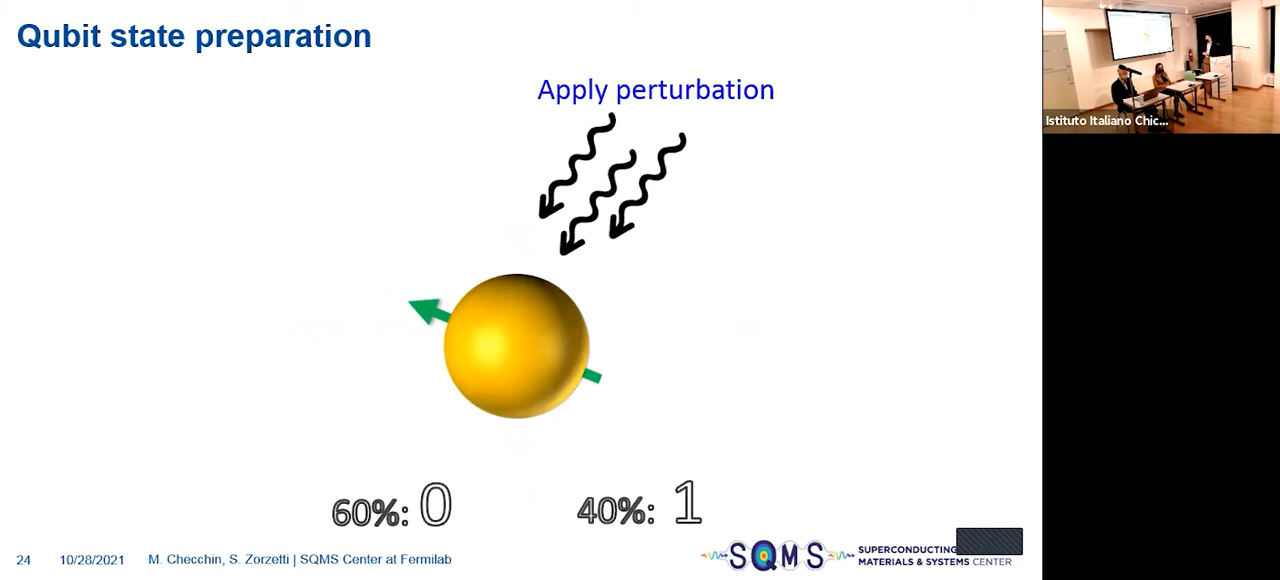 Qubit state preparation
Apply perturbation
Istituto Italiano Chic...
60%: 0
40%: 1
24 10/28/2021 M. Checchin, S. Zorzetti | SQMS Center at Fermilab
SQMS
SUPERCONDUCTING
MATERIALS & SYSTEMS CENTER